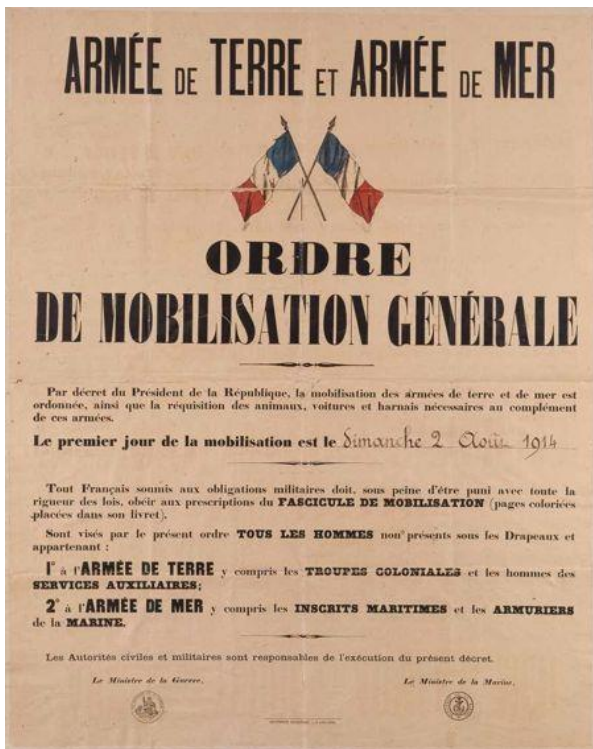 ARMÉE DE TERRE ET ARMÉE DE MER
ORDRE
DE MOBILISATION GÉNÉRALE
Par décret du Président de la République, la mobilisation des armées de terre et de mer est
ordonnée, ainsi que la réquisition des animaux, voitures et harnais nécessaires au complément
de ces armées.
Le premier jour de la mobilisation est le Dimanche 2 Août 1914
Tout Français soumis aux obligations militaires doit, sous peine d'être puni avec toute la
rigueur des lois, obéir aux prescriptions du FASCICULE DE MOBILISATION (pages coloriées
placées dans son livret).
Sont visés par le présent ordre TOUS LES HOMMES non présents sous les Drapeaux et
appartenant :
1° à l'ARMÉE DE TERRE y compris les TROUPES COLONIALES et les hommes des
SERVICES AUXILIAIRES;
2° à l'ARMÉE DE MER y compris les INSCRITS MARITIMES et les ARMURIERS
de la MARINE.
Les Autorités civiles et militaires sont responsables de l'exécution du présent décret.
Le Ministre de la Guerre, Le Ministre de la Marine,